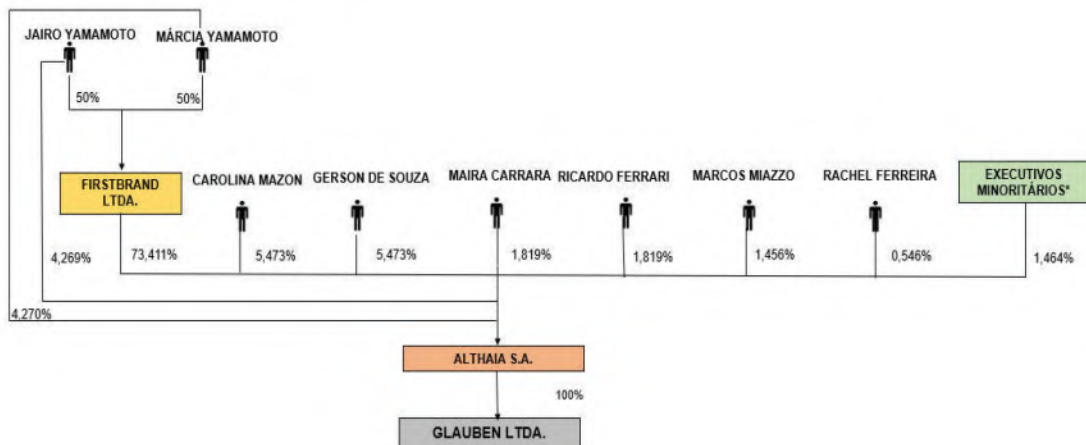 JAIRO YAMAMOTO
MÁRCIA YAMAMOTO
50%
50%
FIRSTBRAND
LTDA.
CAROLINA MAZON
GERSON DE SOUZA
MAIRA CARRARA
RICARDO FERRARI
MARCOS MIAZZO
RACHEL FERREIRA
EXECUTIVOS
MINORITÁRIOS*
4,269%
73,411%
5,473%
5,473%
1,819%
1,819%
1,456%
0,546%
1,464%
4,270%
ALTHAIA S.A.
100%
GLAUBEN LTDA.